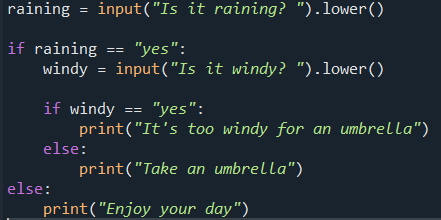 raining = input("Is it raining? ").lower()
if raining == "yes":
    windy = input("Is it windy? ").lower()
    if windy == "yes":
        print("It's too windy for an umbrella")
    else:
        print("Take an umbrella")
else:
    print("Enjoy your day")